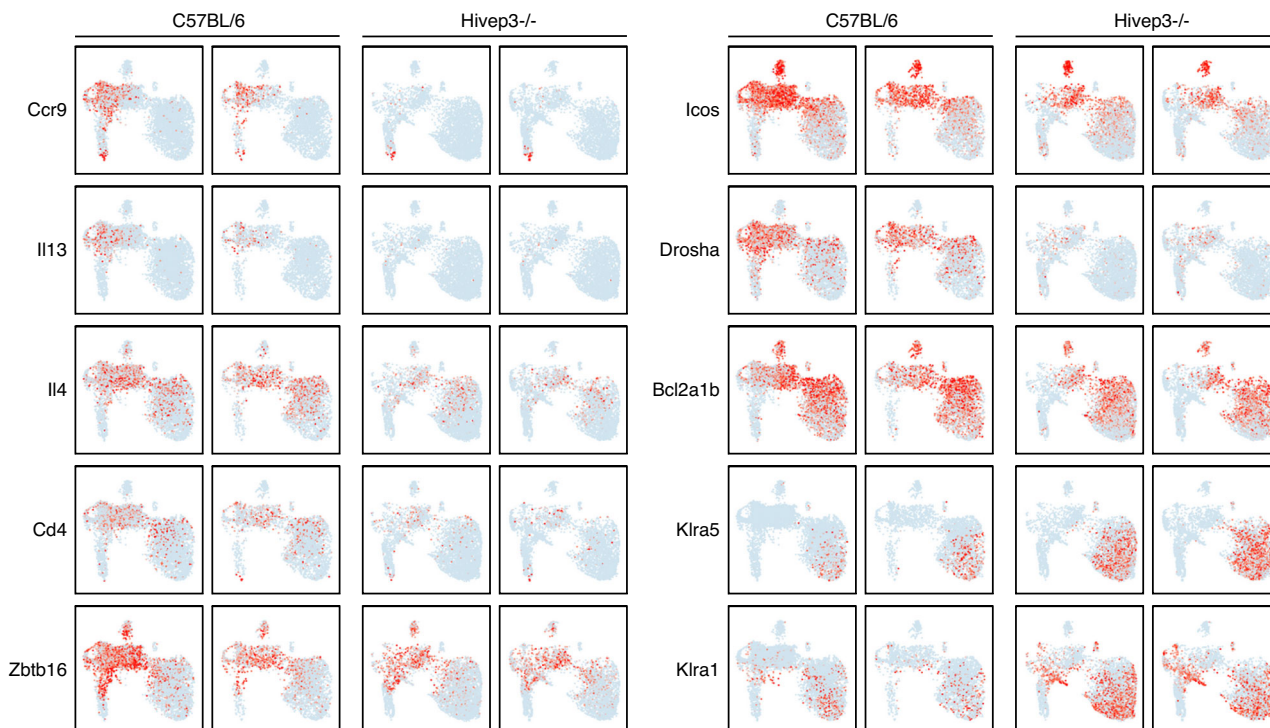 C57BL/6 Hivep3-/- C57BL/6 Hivep3-/-
Ccr9 Icos
Il13 Drosha
Il4 Bcl2a1b
Cd4 Klra5
Zbtb16 Klra1